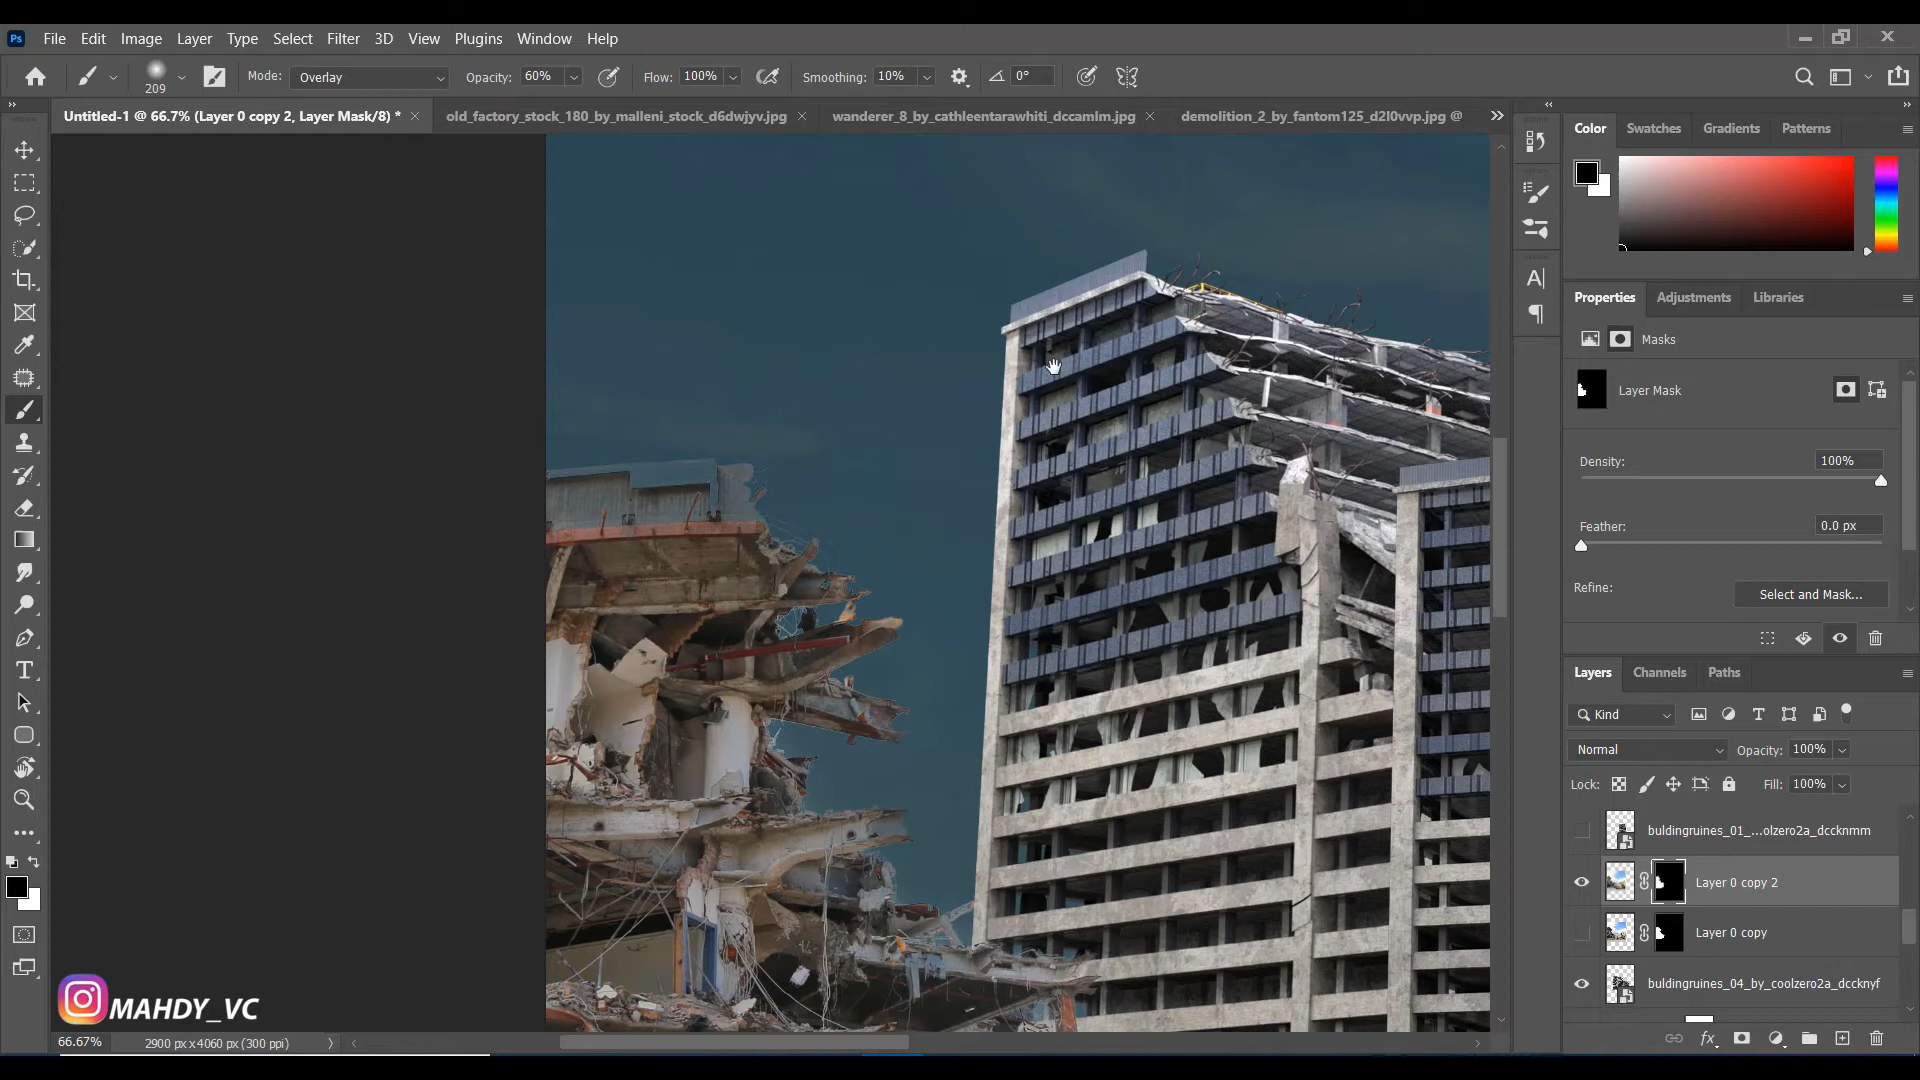 Ps File Edit Image Layer Type Select Filter 3D View Plugins Window Help
209 Mode: Overlay Opacity: 60% Flow: 100% Smoothing: 10% 0°
Untitled-1 @ 66.7% (Layer 0 copy 2, Layer Mask/8) * old_factory_stock_180_by_malleni_stock_d6dwjyv.jpg wanderer_8_by_cathleentarawhiti_dccamlm.jpg demolition_2_by_fantom125_d2l0vvp.jpg @
Color Swatches Gradients Patterns
Properties Adjustments Libraries
Masks
Layer Mask
Density: 100%
Feather: 0.0 px
Refine: Select and Mask...
Layers Channels Paths
Kind
Normal Opacity: 100%
Lock: Fill: 100%
buldingruines_01_...olzero2a_dccknmm
Layer 0 copy 2
Layer 0 copy
buldingruines_04_by_coolzero2a_dccknyf
MAHDY_VC
66.67% 2900 px x 4060 px (300 ppi)